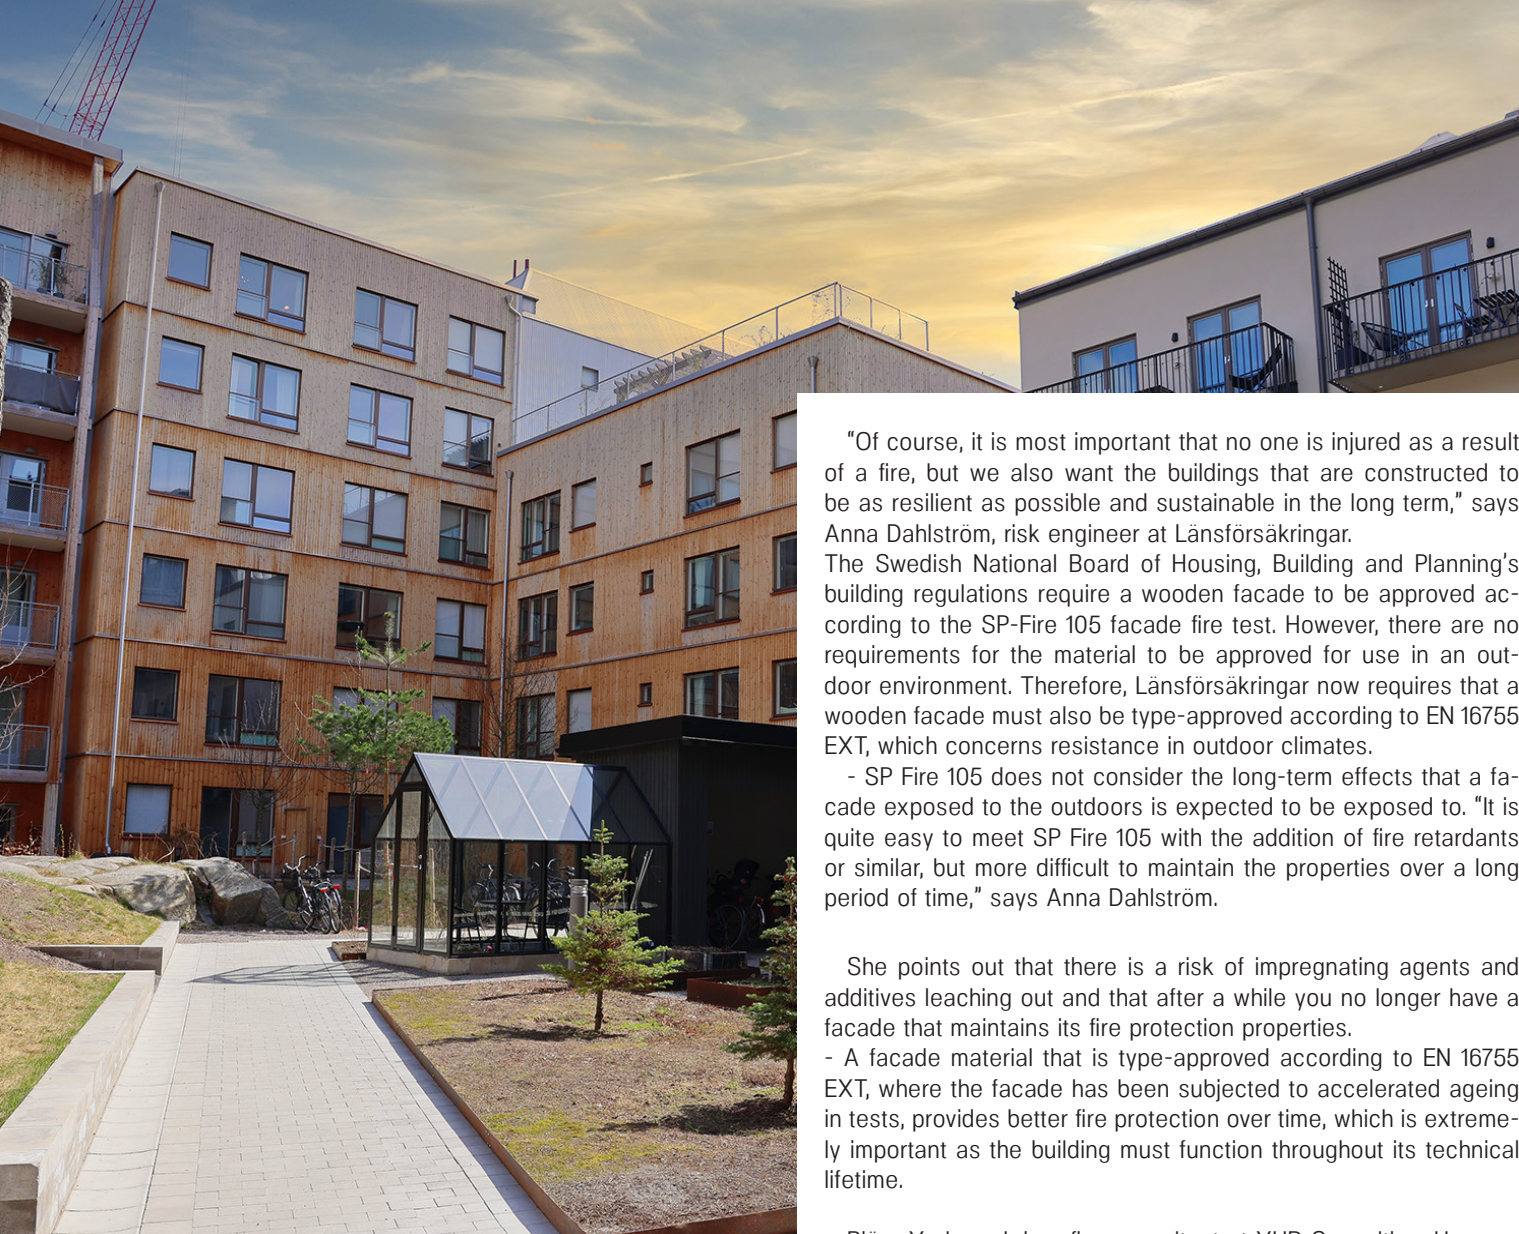 “Of course, it is most important that no one is injured as a result
of a fire, but we also want the buildings that are constructed to
be as resilient as possible and sustainable in the long term,” says
Anna Dahlström, risk engineer at Länsförsäkringar.
The Swedish National Board of Housing, Building and Planning’s
building regulations require a wooden facade to be approved ac-
cording to the SP-Fire 105 facade fire test. However, there are no
requirements for the material to be approved for use in an out-
door environment. Therefore, Länsförsäkringar now requires that a
wooden facade must also be type-approved according to EN 16755
EXT, which concerns resistance in outdoor climates.
- SP Fire 105 does not consider the long-term effects that a fa-
cade exposed to the outdoors is expected to be exposed to. “It is
quite easy to meet SP Fire 105 with the addition of fire retardants
or similar, but more difficult to maintain the properties over a long
period of time,” says Anna Dahlström.
She points out that there is a risk of impregnating agents and
additives leaching out and that after a while you no longer have a
facade that maintains its fire protection properties.
- A facade material that is type-approved according to EN 16755
EXT, where the facade has been subjected to accelerated ageing
in tests, provides better fire protection over time, which is extreme-
ly important as the building must function throughout its technical
lifetime.